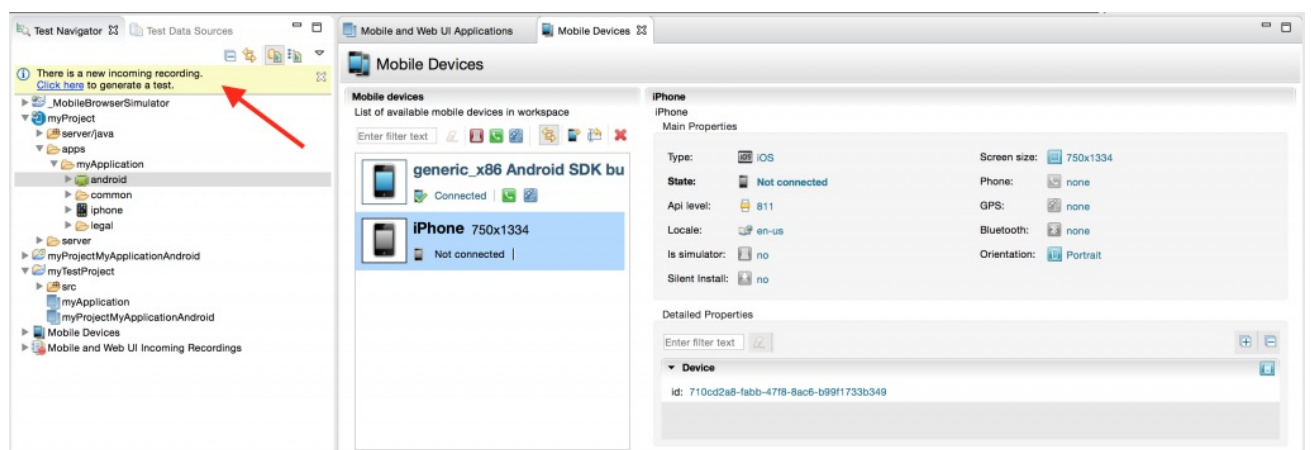 Test Navigator
Test Data Sources
There is a new incoming recording.
Click here to generate a test.
_MobileBrowserSimulator
myProject
server/java
apps
myApplication
android
common
iphone
legal
server
myProjectMyApplicationAndroid
myTestProject
src
myApplication
myProjectMyApplicationAndroid
Mobile Devices
Mobile and Web UI Incoming Recordings
Mobile and Web UI Applications
Mobile Devices
Mobile Devices
Mobile devices
List of available mobile devices in workspace
Enter filter text
generic_x86 Android SDK bu
Connected
iPhone 750x1334
Not connected
iPhone
iPhone
Main Properties
Type: iOS
Screen size: 750x1334
State: Not connected
Phone: none
Api level: 811
GPS: none
Locale: en-us
Bluetooth: none
Is simulator: no
Orientation: Portrait
Silent Install: no
Detailed Properties
Enter filter text
Device
id: 710cd2a8-fabb-47f8-8ac6-b99f1733b349